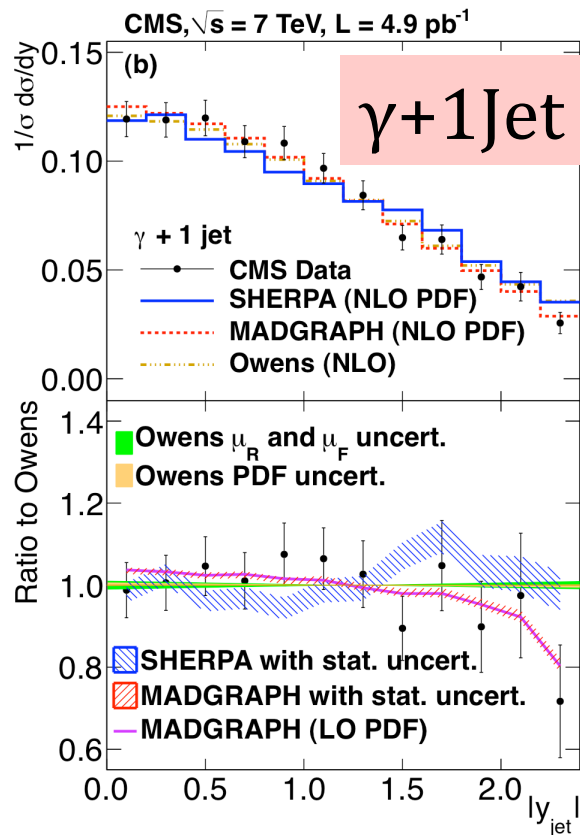 CMS, √s = 7 TeV, L = 4.9 pb⁻¹
(b)
γ+1Jet
1/σ dσ/dy
0.15
0.10
0.05
0.00
γ + 1 jet
CMS Data
SHERPA (NLO PDF)
MADGRAPH (NLO PDF)
Owens (NLO)
Ratio to Owens
1.4
1.2
1.0
0.8
0.6
Owens μ_R and μ_F uncert.
Owens PDF uncert.
SHERPA with stat. uncert.
MADGRAPH with stat. uncert.
MADGRAPH (LO PDF)
0.0 0.5 1.0 1.5 2.0
|y_jet|